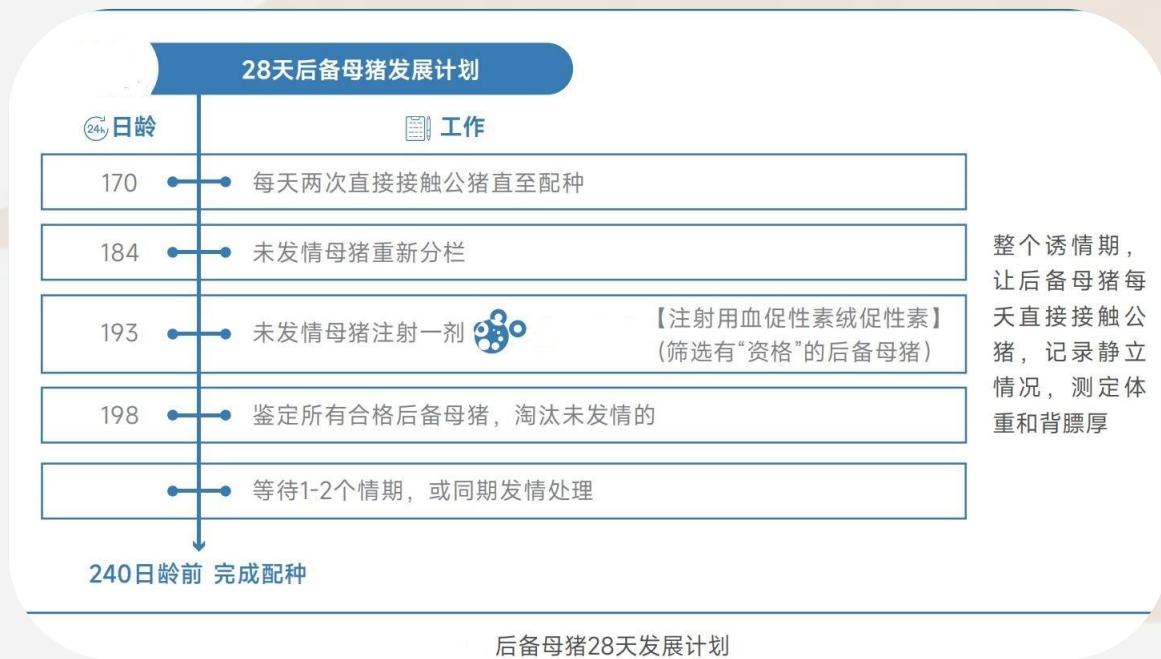 28天后备母猪发展计划
24h 日龄
工作
170 每天两次直接接触公猪直至配种
184 未发情母猪重新分栏
193 未发情母猪注射一剂
【注射用血促性素绒促性素】
(筛选有“资格”的后备母猪)
198 鉴定所有合格后备母猪，淘汰未发情的
等待1-2个情期，或同期发情处理
240日龄前 完成配种
整个诱情期，
让后备母猪每
天直接接触公
猪，记录静立
情况，测定体
重和背膘厚
后备母猪28天发展计划